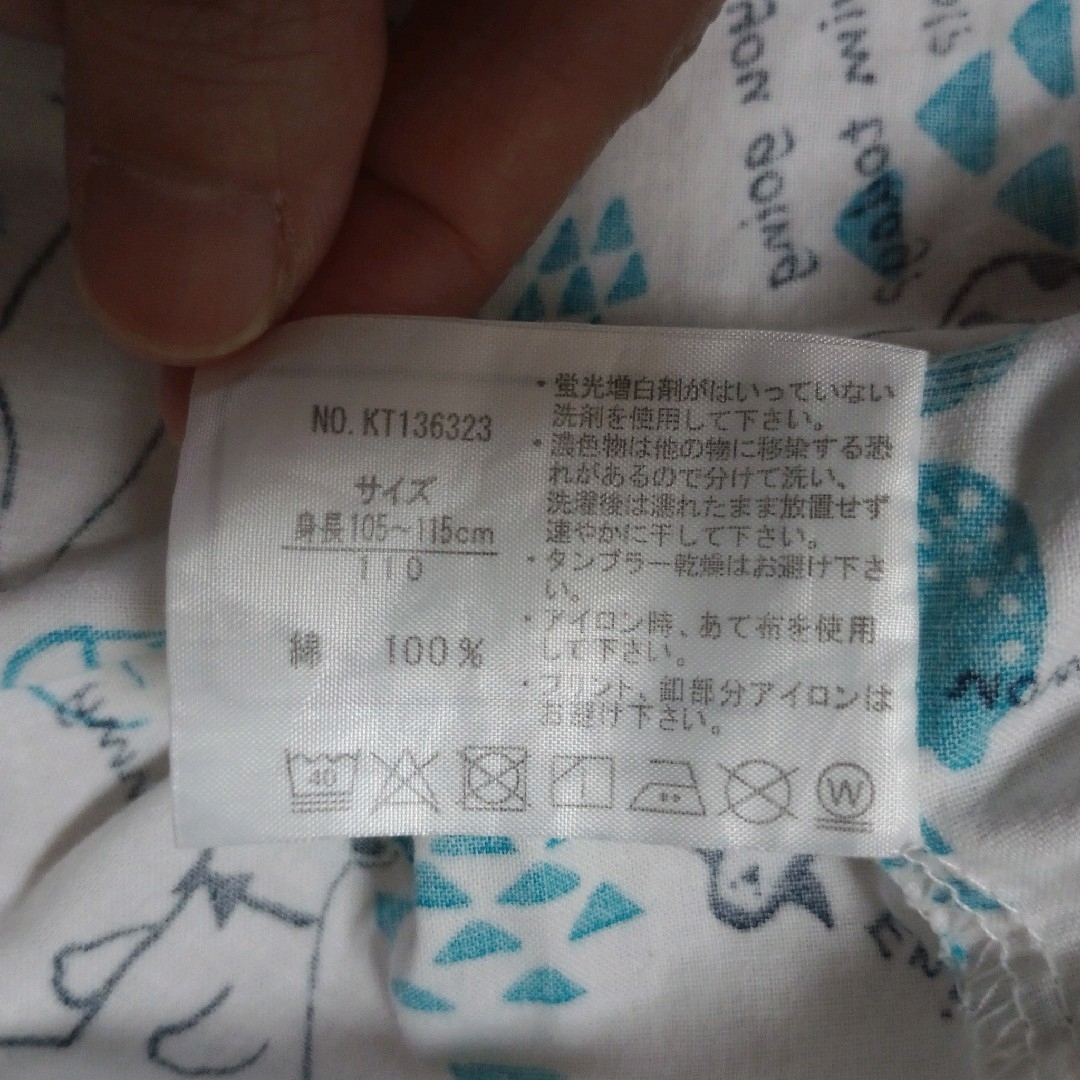 NO. KT136323
サイズ
身長105～115cm
110
綿 100%
・蛍光増白剤がはいっていない
洗剤を使用して下さい。
・濃色物は他の物に移染する恐
れがあるので分けて洗い、
洗濯後は濡れたまま放置せず
速やかに干して下さい。
・タンブラー乾燥はお避け下さ
い。
・アイロン時、あて布を使用
して下さい。
・プリント、釦部分アイロンは
お避け下さい。
40
W
going